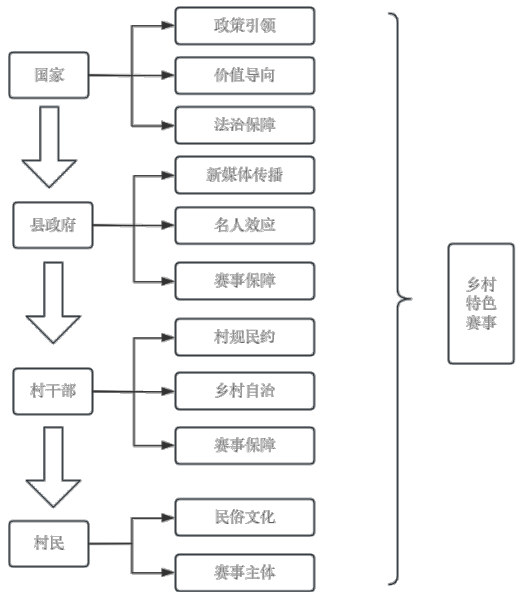 国家
政策引领
价值导向
法治保障
县政府
新媒体传播
名人效应
赛事保障
村干部
村规民约
乡村自治
赛事保障
村民
民俗文化
赛事主体
乡村
特色
赛事